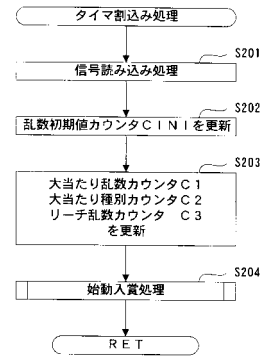 タイマ割込み処理
S201
信号読み込み処理
S202
乱数初期値カウンタＣＩＮＩを更新
S203
大当たり乱数カウンタＣ１
大当たり種別カウンタＣ２
リーチ乱数カウンタ　Ｃ３
を更新
S204
始動入賞処理
ＲＥＴ